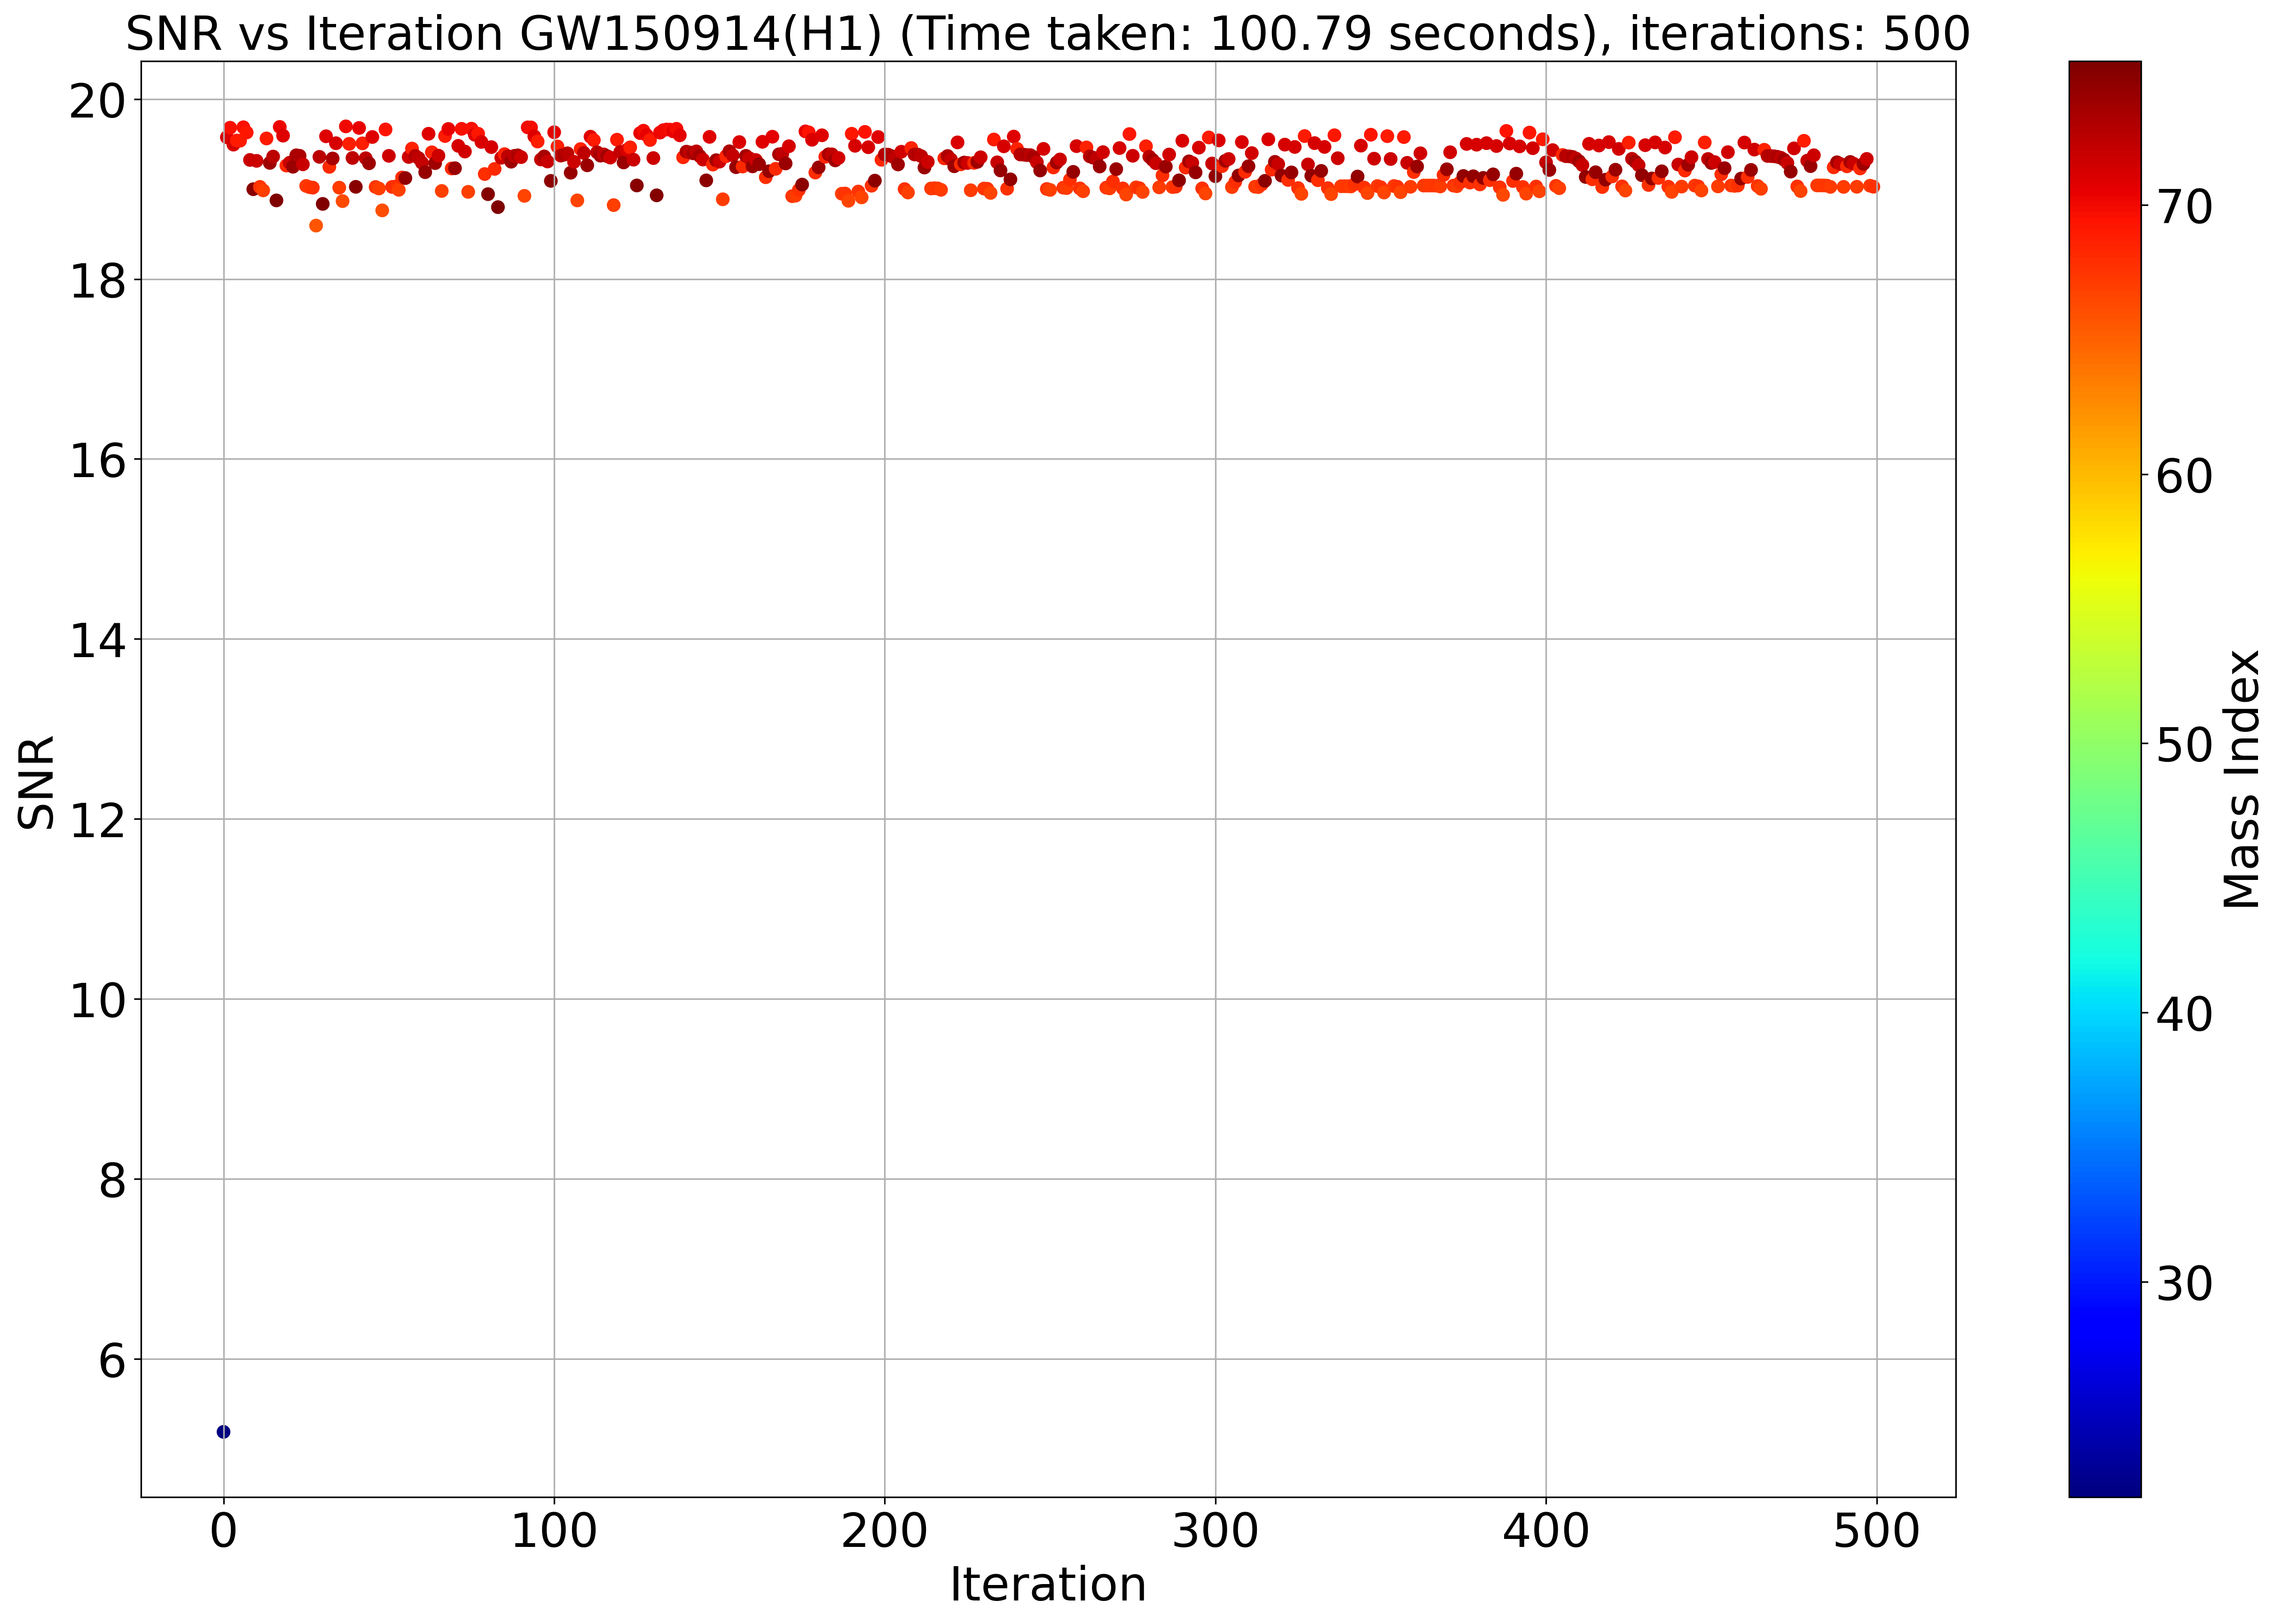 SNR vs Iteration GW150914(H1) (Time taken: 100.79 seconds), iterations: 500
20
18
16
14
12
10
8
6
SNR
0 100 200 300 400 500
Iteration
70
60
50
40
30
Mass Index